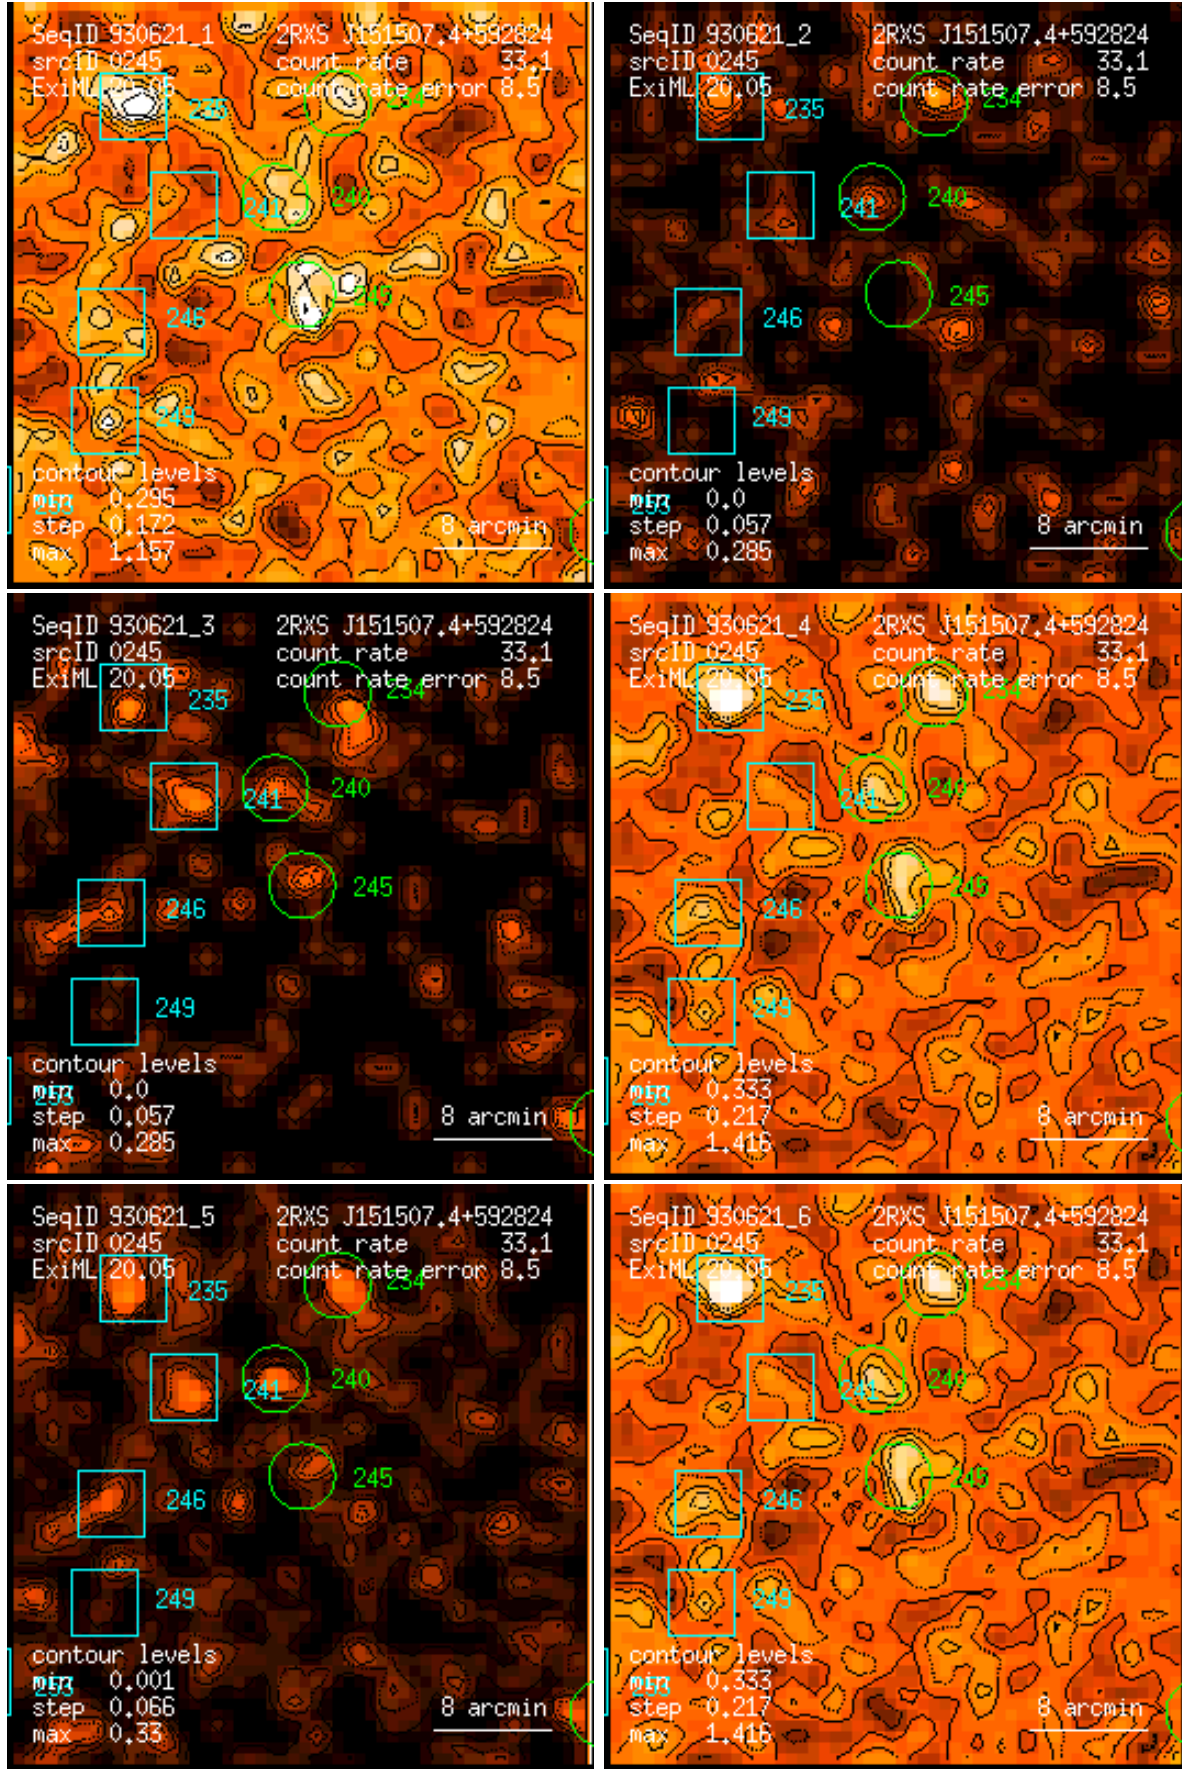 SeqID 930621_1 2RXS J151507.4+592824
srcID 0245 count rate 33.1
ExiML 20.05 count rate error 8.5
235 234
241 240
245
246
249
contour levels
min 0.295
253
step 0.172
8 arcmin
max 1.157
SeqID 930621_2 2RXS J151507.4+592824
srcID 0245 count rate 33.1
ExiML 20.05 count rate error 8.5
235 234
241 240
245
246
249
contour levels
min 0.0
253
step 0.057
8 arcmin
max 0.285
SeqID 930621_3 2RXS J151507.4+592824
srcID 0245 count rate 33.1
ExiML 20.05 count rate error 8.5
235 234
241 240
245
246
249
contour levels
min 0.0
253
step 0.057
8 arcmin
max 0.285
SeqID 930621_4 2RXS J151507.4+592824
srcID 0245 count rate 33.1
ExiML 20.05 count rate error 8.5
235 234
241 240
245
246
249
contour levels
min 0.333
253
step 0.217
8 arcmin
max 1.416
SeqID 930621_5 2RXS J151507.4+592824
srcID 0245 count rate 33.1
ExiML 20.05 count rate error 8.5
235 234
241 240
245
246
249
contour levels
min 0.001
253
step 0.066
8 arcmin
max 0.33
SeqID 930621_6 2RXS J151507.4+592824
srcID 0245 count rate 33.1
ExiML 20.05 count rate error 8.5
235 234
241 240
245
246
249
contour levels
min 0.333
253
step 0.217
8 arcmin
max 1.416